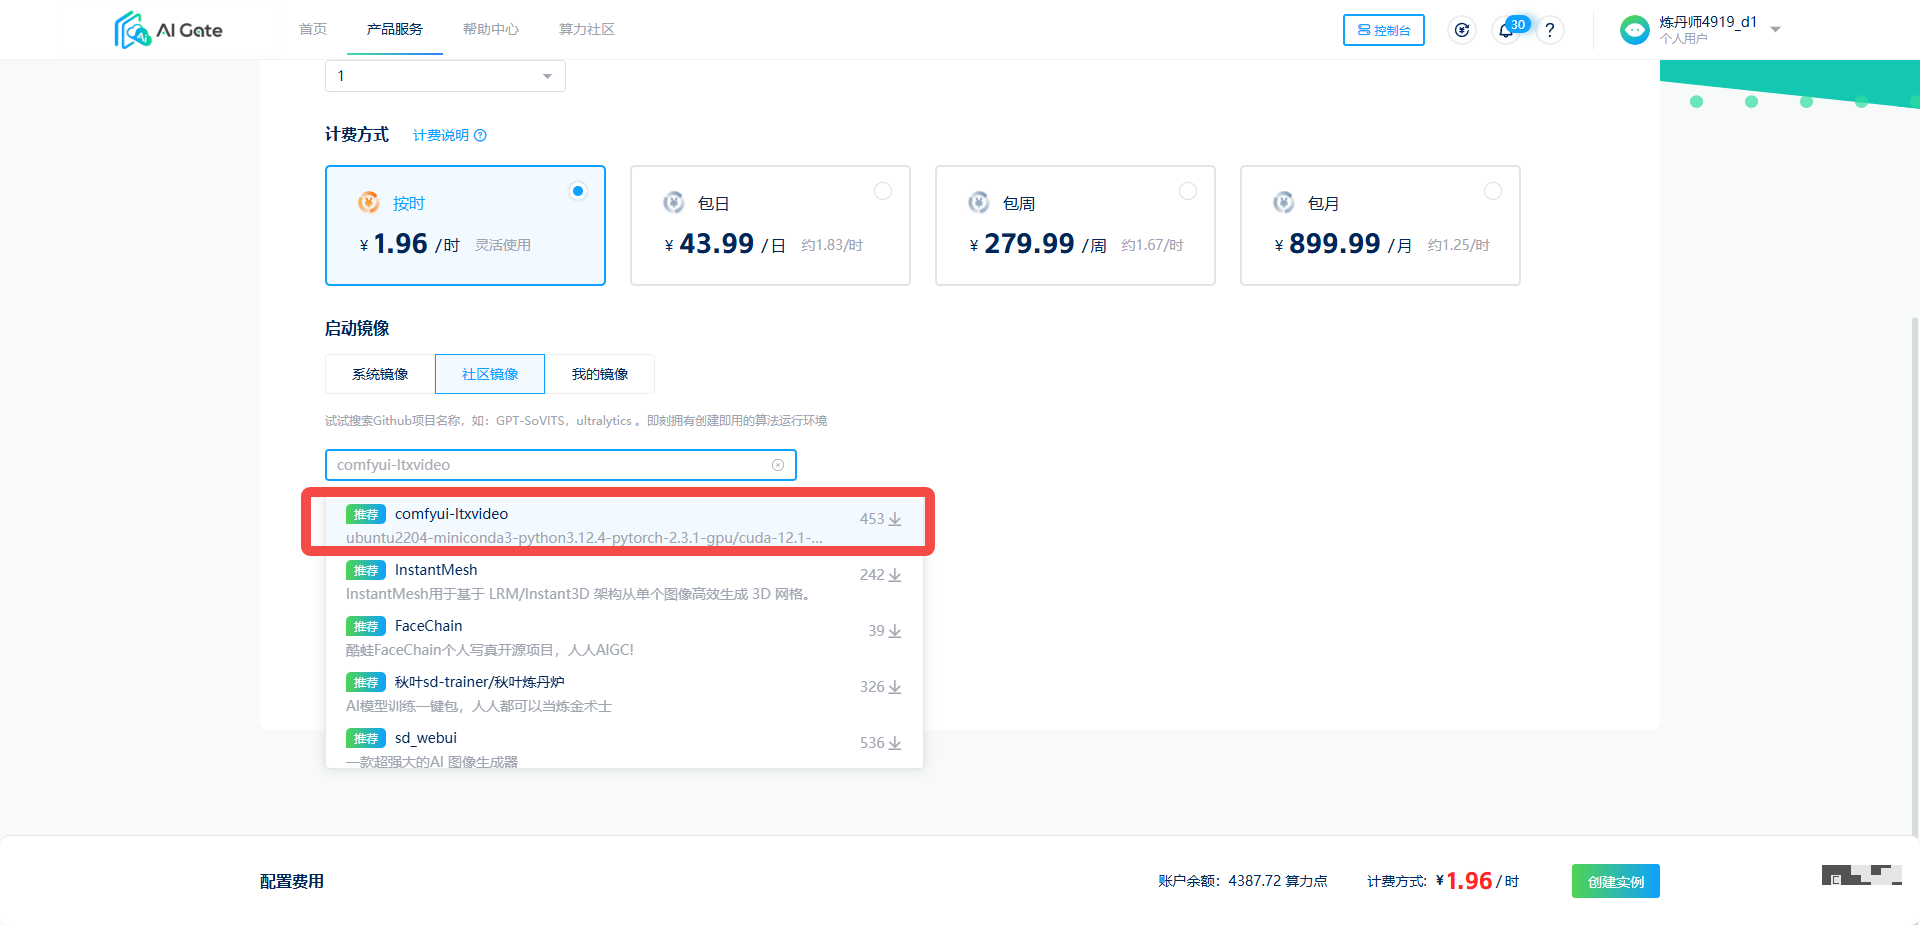 AI Gate
首页
产品服务
帮助中心
算力社区
控制台
30
?
炼丹师4919_d1
个人用户
1
计费方式
计费说明
按时
¥ 1.96 /时 灵活使用
包日
¥ 43.99 /日 约1.83/时
包周
¥ 279.99 /周 约1.67/时
包月
¥ 899.99 /月 约1.25/时
启动镜像
系统镜像
社区镜像
我的镜像
试试搜索Github项目名称，如：GPT-SoVITS，ultralytics 。即刻拥有创建即用的算法运行环境
comfyui-ltxvideo
推荐 comfyui-ltxvideo
453
ubuntu2204-miniconda3-python3.12.4-pytorch-2.3.1-gpu/cuda-12.1-...
推荐 InstantMesh
242
InstantMesh用于基于 LRM/Instant3D 架构从单个图像高效生成 3D 网格。
推荐 FaceChain
39
酷蛙FaceChain个人写真开源项目，人人AIGC!
推荐 秋叶sd-trainer/秋叶炼丹炉
326
AI模型训练一键包，人人都可以当炼金术士
推荐 sd_webui
536
一款超强大的AI 图像生成器
配置费用
账户余额：4387.72 算力点
计费方式: ¥1.96/时
创建实例